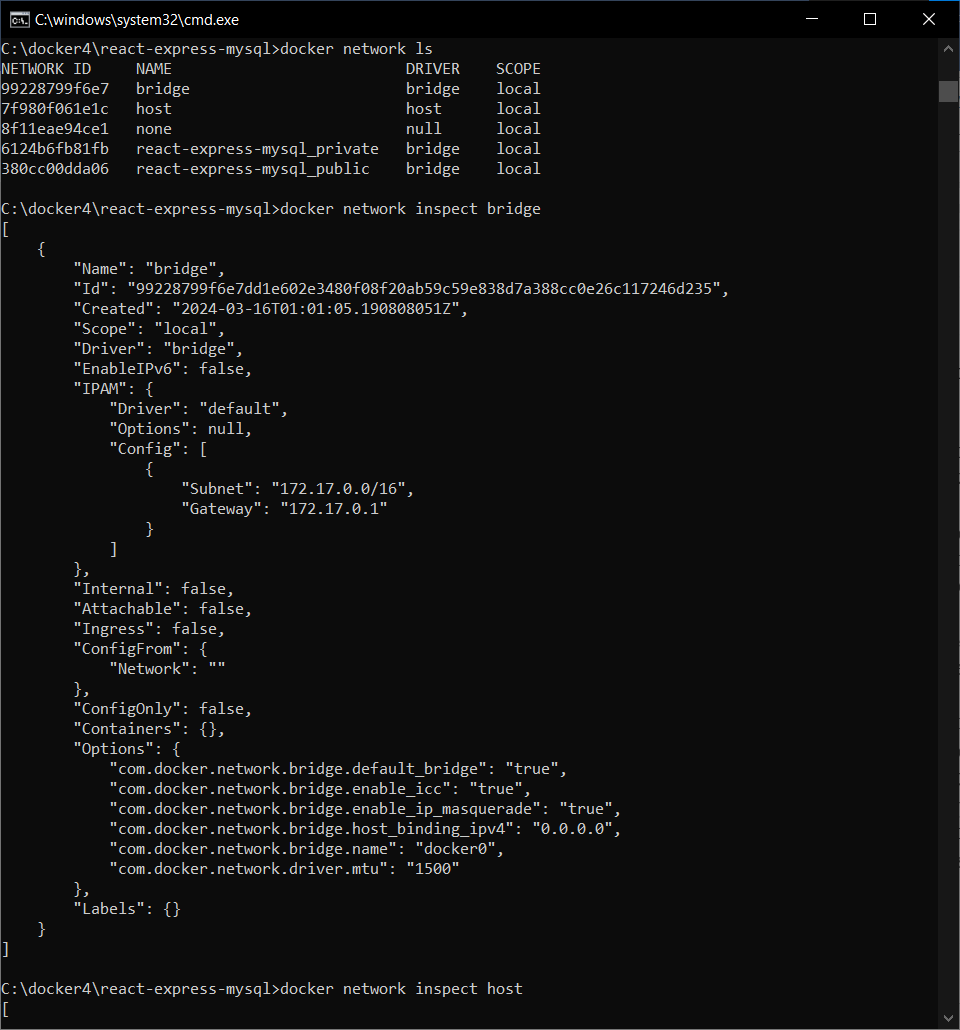 C:\windows\system32\cmd.exe
C:\docker4\react-express-mysql>docker network ls
NETWORK ID     NAME                          DRIVER    SCOPE
99228799f6e7   bridge                        bridge    local
7f980f061e1c   host                          host      local
8f11eae94ce1   none                          null      local
6124b6fb81fb   react-express-mysql_private   bridge    local
380cc00dda06   react-express-mysql_public    bridge    local
C:\docker4\react-express-mysql>docker network inspect bridge
[
    {
        "Name": "bridge",
        "Id": "99228799f6e7dd1e602e3480f08f20ab59c59e838d7a388cc0e26c117246d235",
        "Created": "2024-03-16T01:01:05.190808051Z",
        "Scope": "local",
        "Driver": "bridge",
        "EnableIPv6": false,
        "IPAM": {
            "Driver": "default",
            "Options": null,
            "Config": [
                {
                    "Subnet": "172.17.0.0/16",
                    "Gateway": "172.17.0.1"
                }
            ]
        },
        "Internal": false,
        "Attachable": false,
        "Ingress": false,
        "ConfigFrom": {
            "Network": ""
        },
        "ConfigOnly": false,
        "Containers": {},
        "Options": {
            "com.docker.network.bridge.default_bridge": "true",
            "com.docker.network.bridge.enable_icc": "true",
            "com.docker.network.bridge.enable_ip_masquerade": "true",
            "com.docker.network.bridge.host_binding_ipv4": "0.0.0.0",
            "com.docker.network.bridge.name": "docker0",
            "com.docker.network.driver.mtu": "1500"
        },
        "Labels": {}
    }
]
C:\docker4\react-express-mysql>docker network inspect host
[